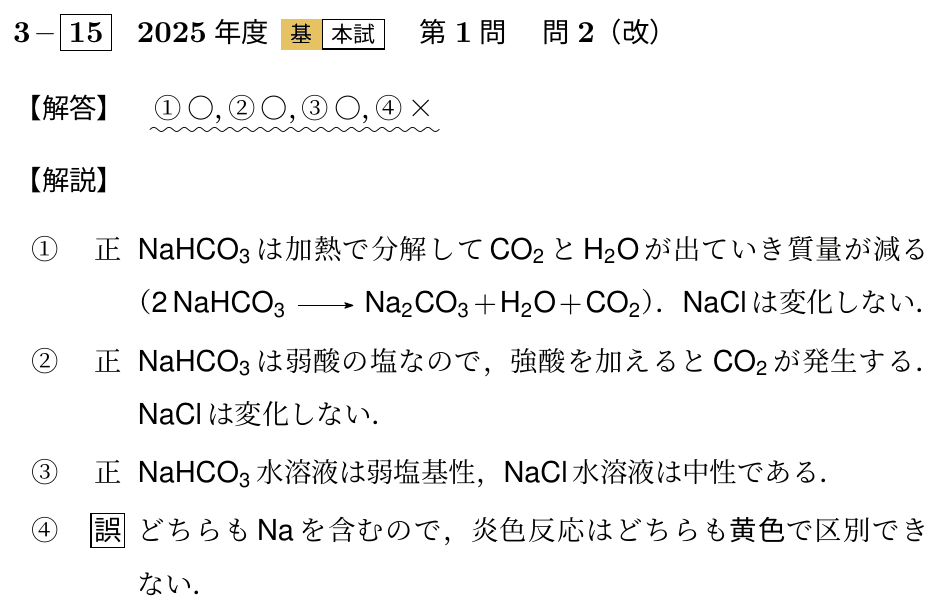 3–15 2025 年度 基 本試 第 1 問 問 2（改）
【解答】 ①○, ②○, ③○, ④×
【解説】
① 正 NaHCO₃は加熱で分解してCO₂とH₂Oが出ていき質量が減る
（2 NaHCO₃ ⟶ Na₂CO₃＋H₂O＋CO₂）．NaClは変化しない．
② 正 NaHCO₃は弱酸の塩なので，強酸を加えるとCO₂が発生する．
NaClは変化しない．
③ 正 NaHCO₃水溶液は弱塩基性，NaCl水溶液は中性である．
④ 誤 どちらもNaを含むので，炎色反応はどちらも黄色で区別でき
ない．